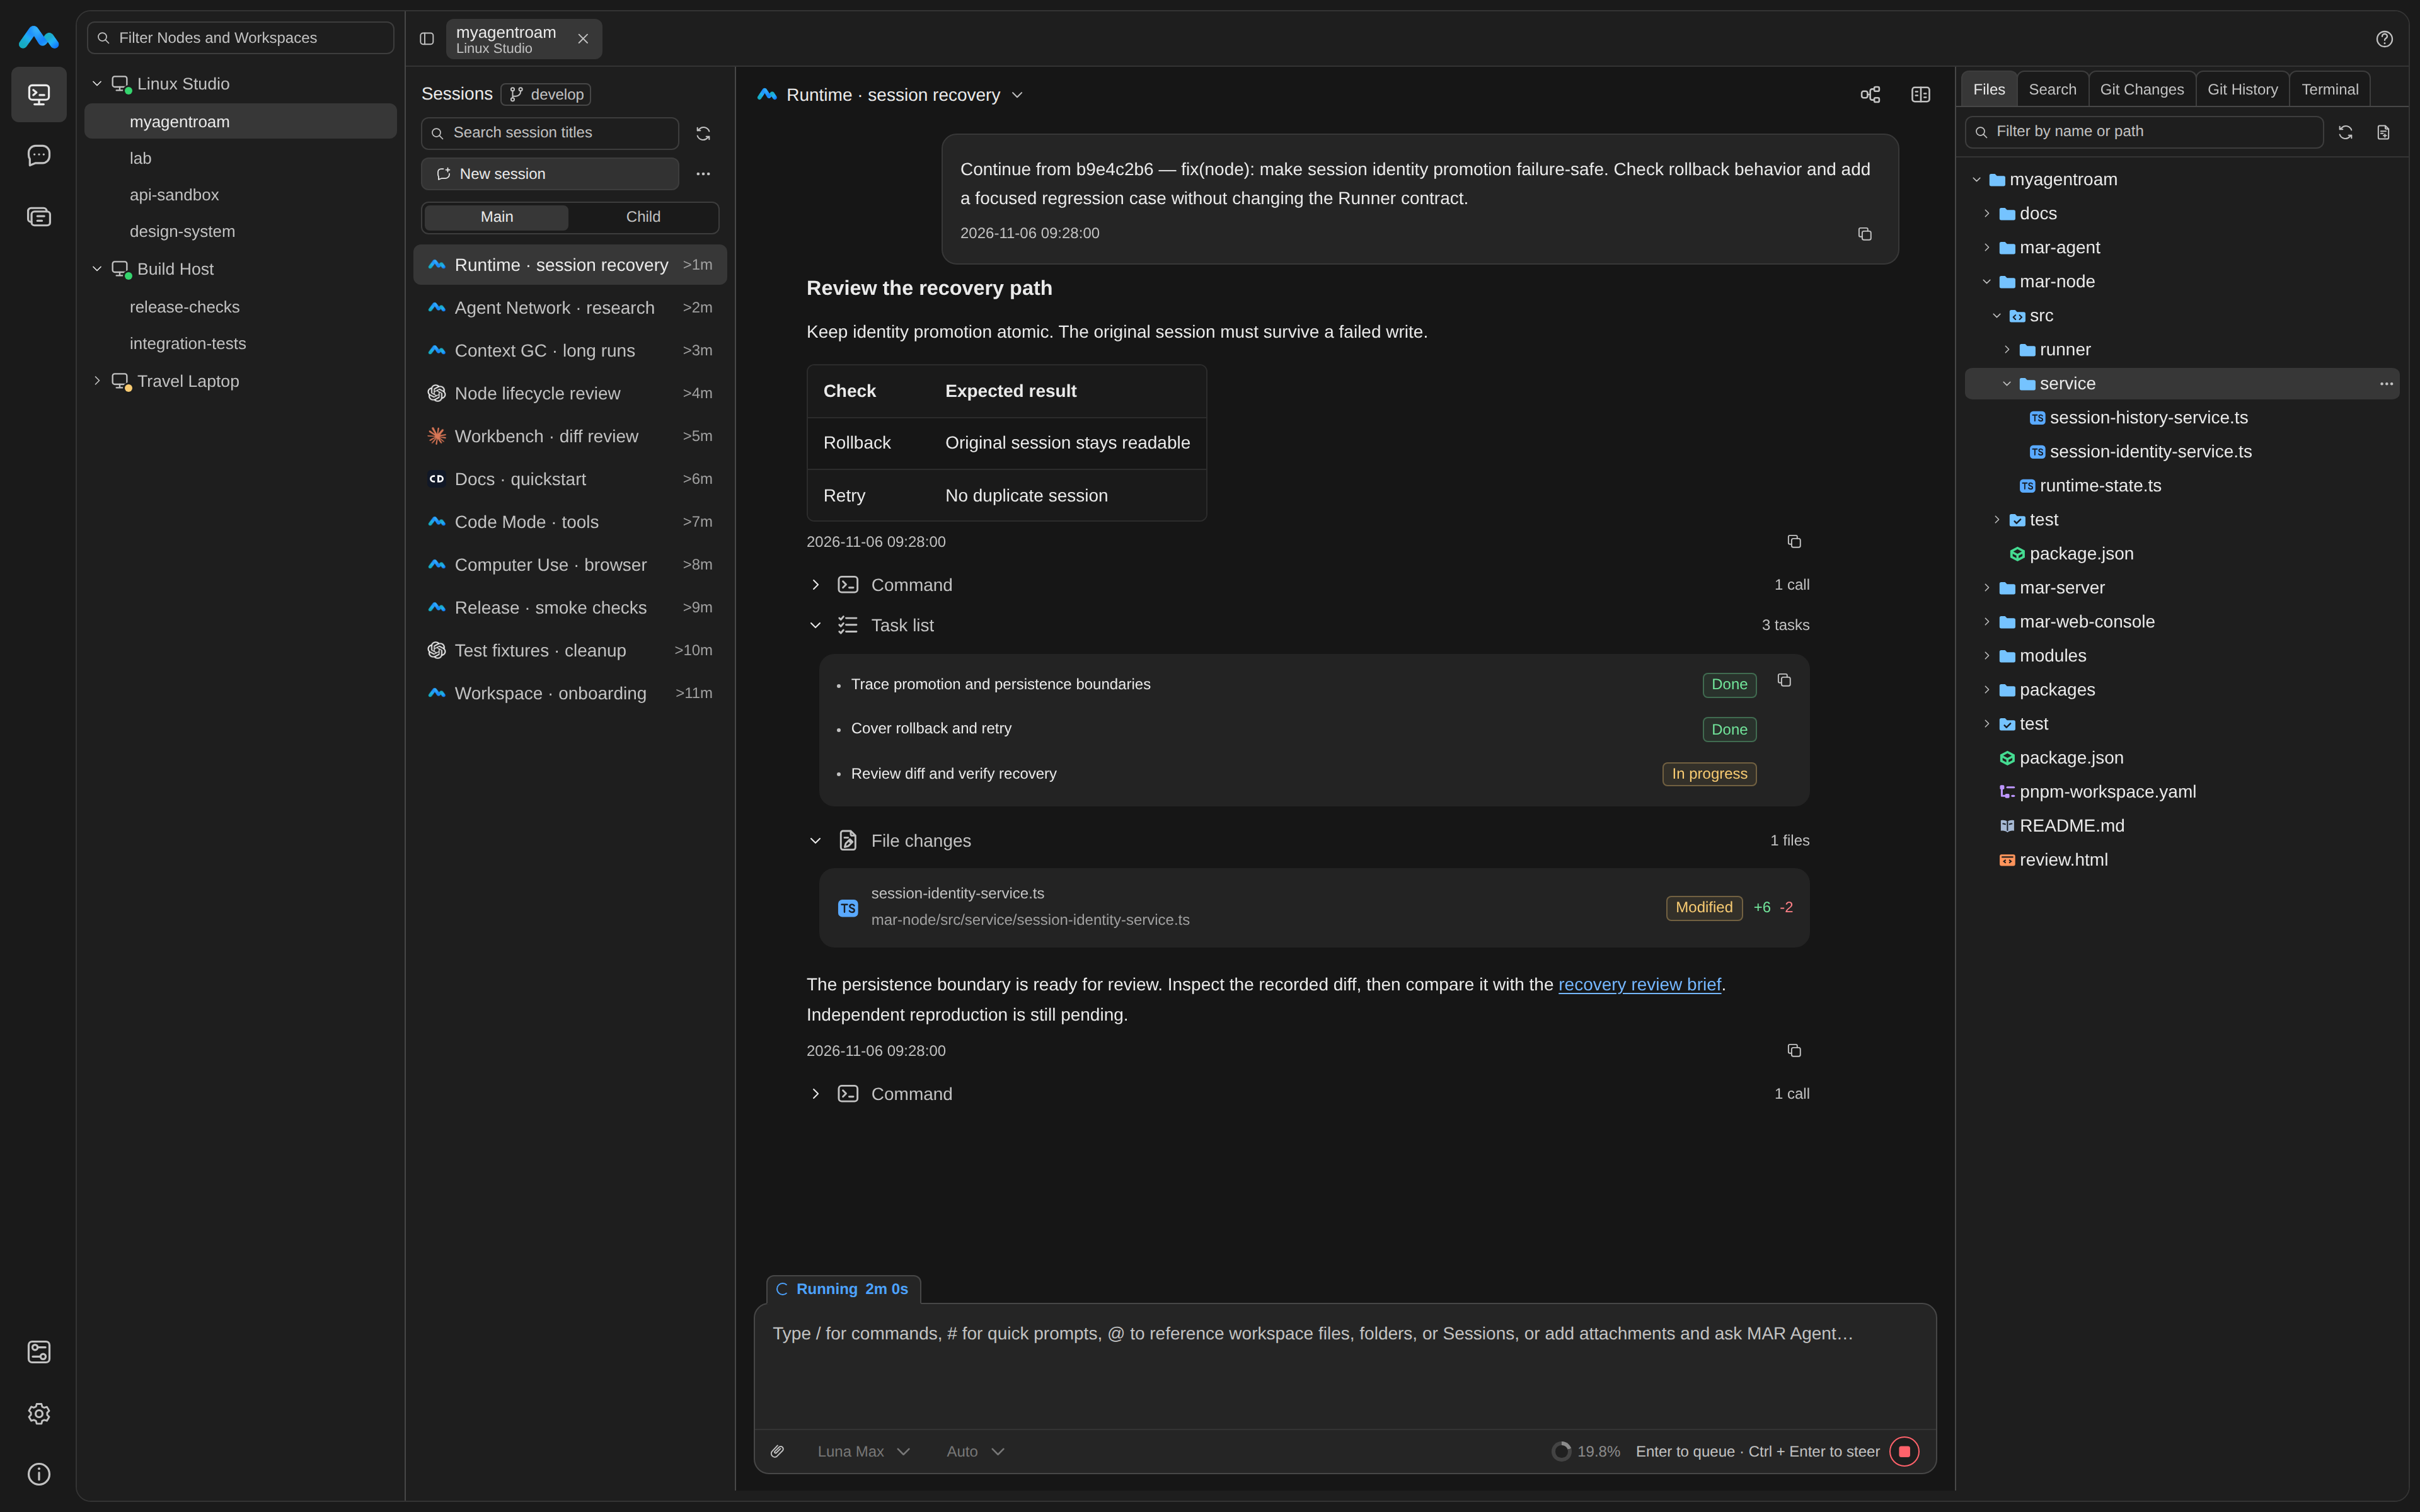 Filter Nodes and Workspaces
Linux Studio
myagentroam
lab
api-sandbox
design-system
Build Host
release-checks
integration-tests
Travel Laptop
myagentroam
Linux Studio
Sessions
develop
Search session titles
New session
Main
Child
Runtime · session recovery >1m
Agent Network · research >2m
Context GC · long runs >3m
Node lifecycle review >4m
Workbench · diff review >5m
Docs · quickstart >6m
Code Mode · tools >7m
Computer Use · browser >8m
Release · smoke checks >9m
Test fixtures · cleanup >10m
Workspace · onboarding >11m
Runtime · session recovery
Continue from b9e4c2b6 — fix(node): make session identity promotion failure-safe. Check rollback behavior and add
a focused regression case without changing the Runner contract.
2026-11-06 09:28:00
Review the recovery path
Keep identity promotion atomic. The original session must survive a failed write.
Check Expected result
Rollback Original session stays readable
Retry No duplicate session
2026-11-06 09:28:00
Command 1 call
Task list 3 tasks
• Trace promotion and persistence boundaries Done
• Cover rollback and retry Done
• Review diff and verify recovery In progress
File changes 1 files
TS
session-identity-service.ts
mar-node/src/service/session-identity-service.ts
Modified +6 -2
The persistence boundary is ready for review. Inspect the recorded diff, then compare it with the recovery review brief.
Independent reproduction is still pending.
2026-11-06 09:28:00
Command 1 call
Running 2m 0s
Type / for commands, # for quick prompts, @ to reference workspace files, folders, or Sessions, or add attachments and ask MAR Agent…
Luna Max
Auto
19.8%
Enter to queue · Ctrl + Enter to steer
Files
Search
Git Changes
Git History
Terminal
Filter by name or path
myagentroam
docs
mar-agent
mar-node
src
runner
service
TS session-history-service.ts
TS session-identity-service.ts
TS runtime-state.ts
test
package.json
mar-server
mar-web-console
modules
packages
test
package.json
pnpm-workspace.yaml
README.md
review.html